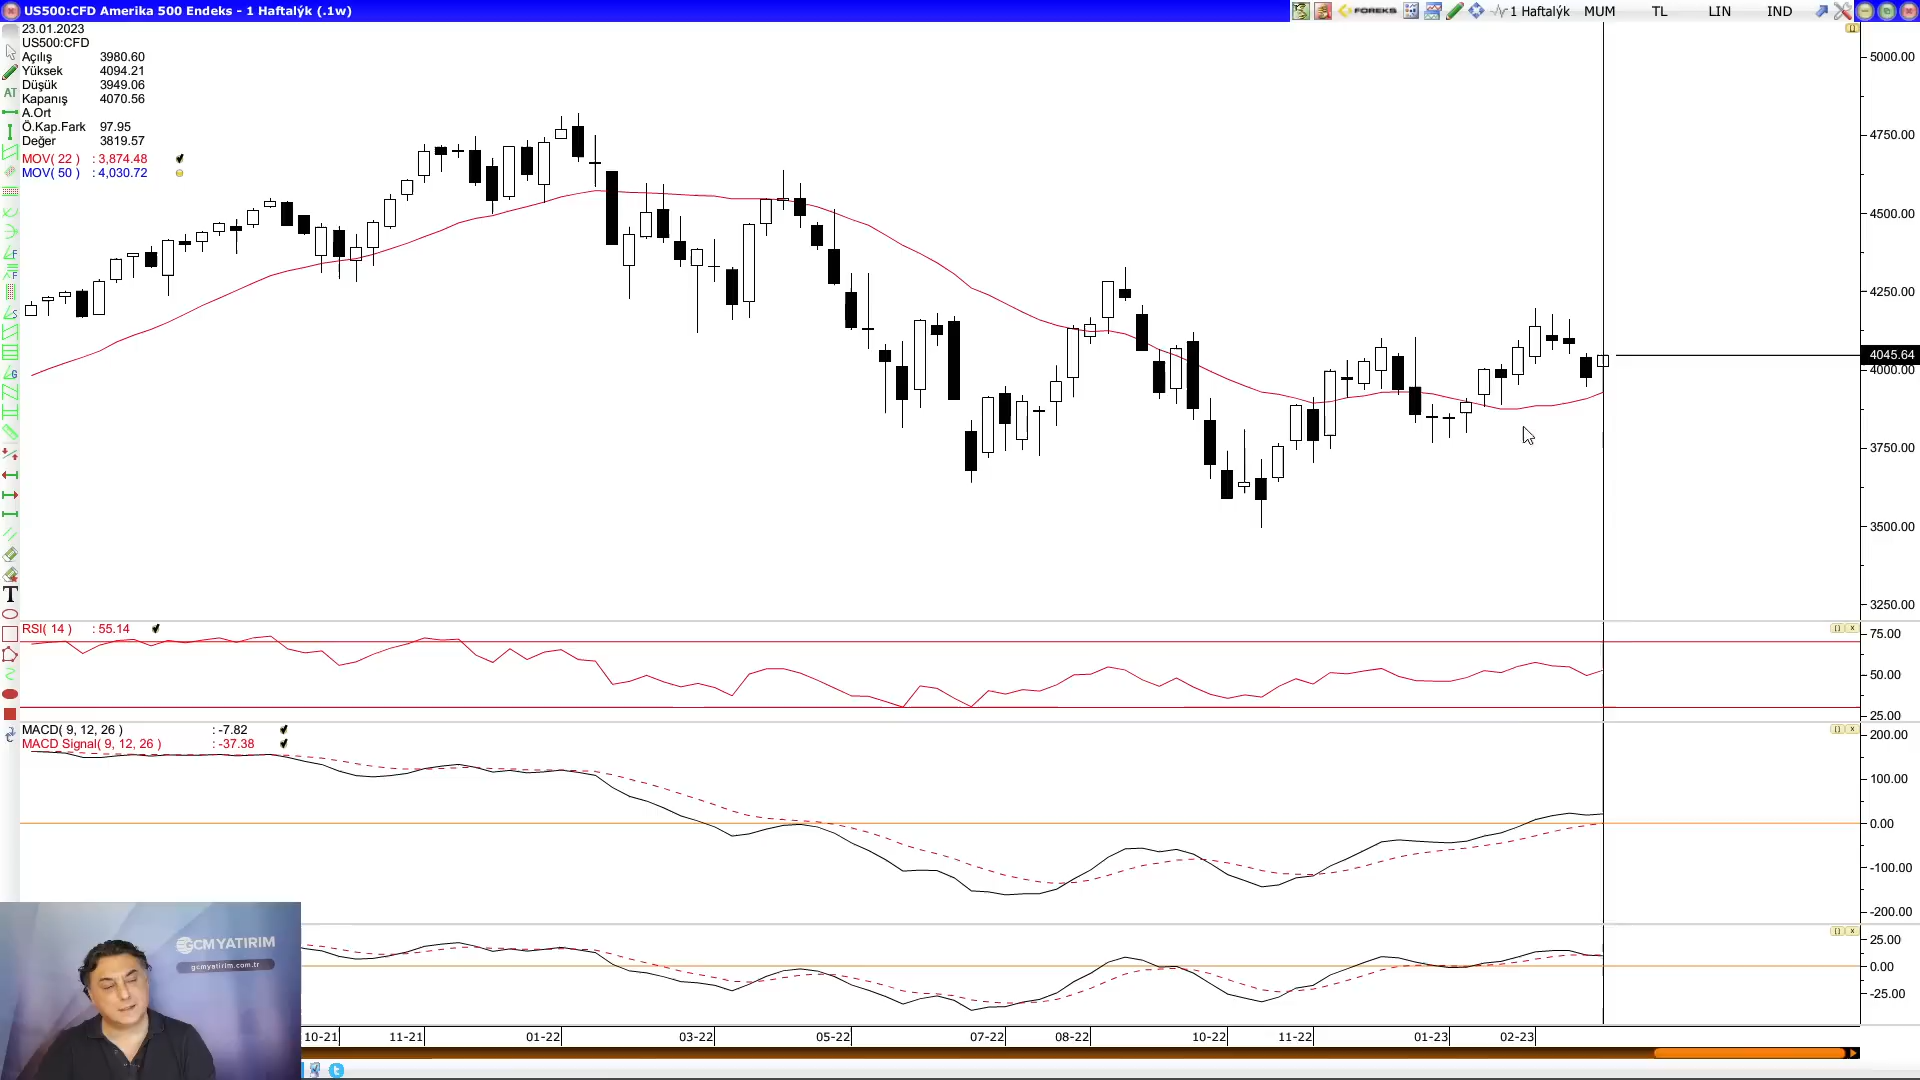 US500:CFD Amerika 500 Endeks - 1 Haftalýk (.1w)
FOREKS
1 Haftalýk
MUM
TL
LIN
IND
23.01.2023
US500:CFD
Açılış 3980.60
Yüksek 4094.21
Düşük 3949.06
Kapanış 4070.56
A.Ort
Ö.Kap.Fark 97.95
Değer 3819.57
MOV( 22 ) : 3,874.48
MOV( 50 ) : 4,030.72
5000.00
4750.00
4500.00
4250.00
4045.64
4000.00
3750.00
3500.00
3250.00
RSI( 14 ) : 55.14
75.00
50.00
25.00
MACD( 9, 12, 26 ) : -7.82
MACD Signal( 9, 12, 26 ) : -37.38
200.00
100.00
0.00
-100.00
-200.00
25.00
0.00
-25.00
GCM YATIRIM
gcmyatirim.com.tr
10-21
11-21
01-22
03-22
05-22
07-22
08-22
10-22
11-22
01-23
02-23
AT
T